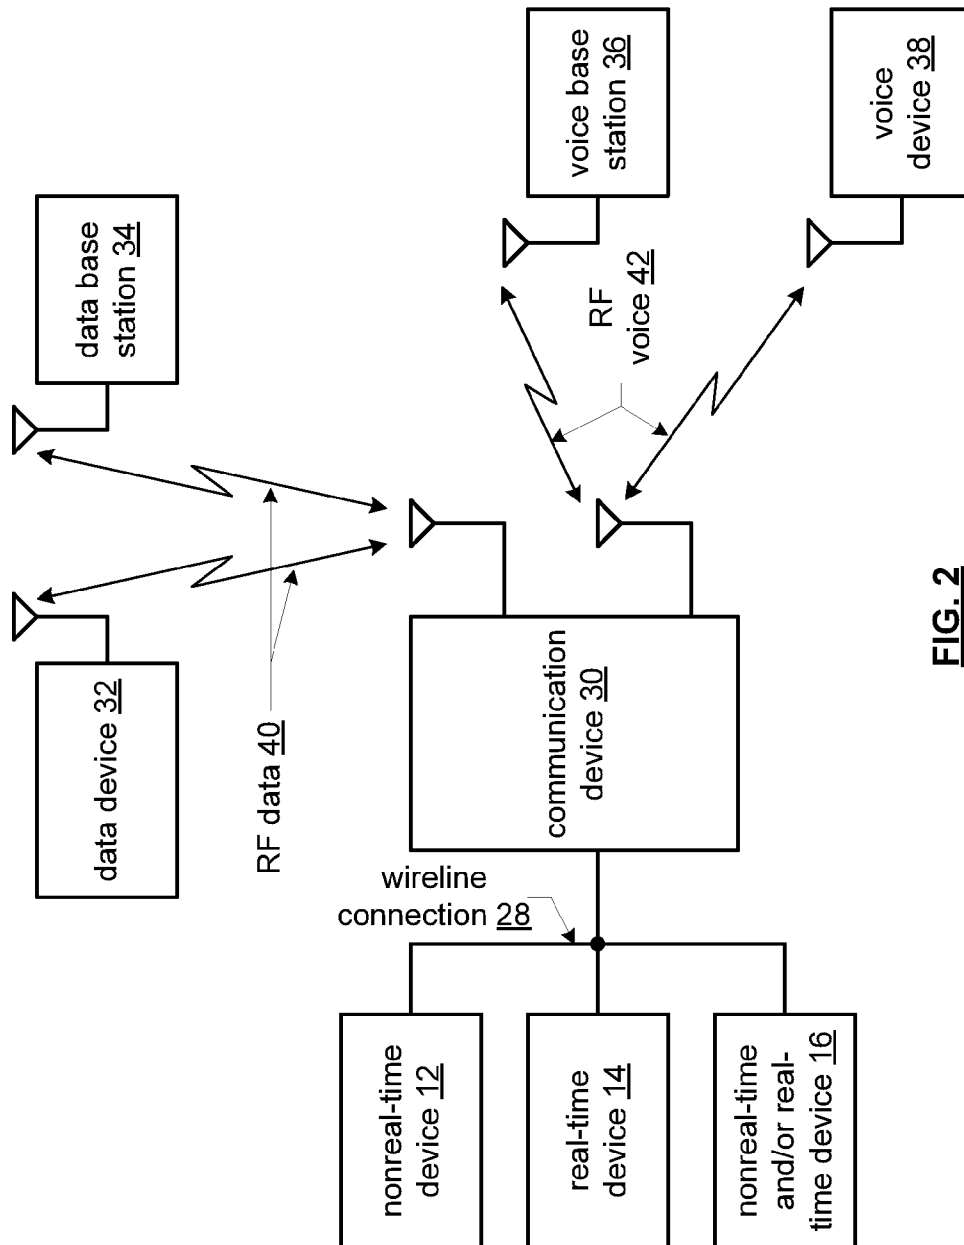 data device 32
RF data 40
data base
station 34
nonreal-time
device 12
real-time
device 14
nonreal-time
and/or real-
time device 16
wireline
connection 28
communication
device 30
RF
voice 42
voice base
station 36
voice
device 38
FIG. 2